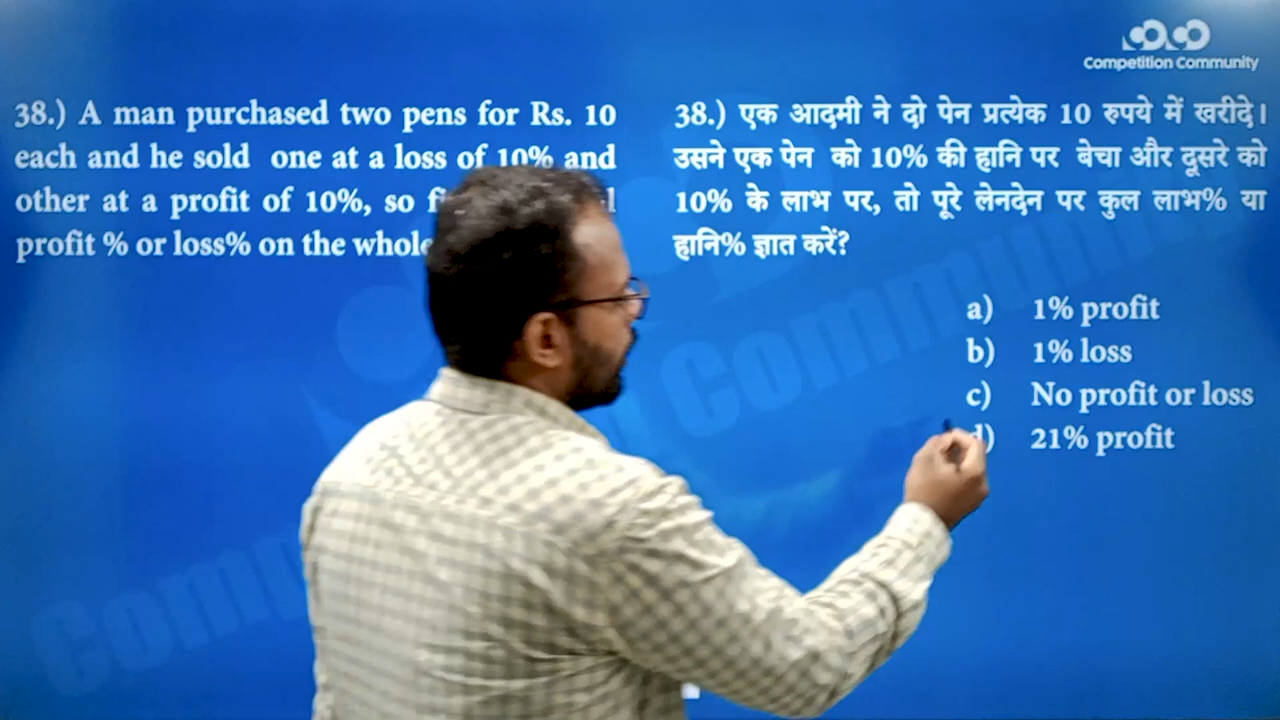 Competition Community
38.) A man purchased two pens for Rs. 10
each and he sold one at a loss of 10% and
other at a profit of 10%, so
profit % or loss% on the whole
38.) एक आदमी ने दो पेन प्रत्येक 10 रुपये में खरीदे।
उसने एक पेन को 10% की हानि पर बेचा और दूसरे को
10% के लाभ पर, तो पूरे लेनदेन पर कुल लाभ% या
हानि% ज्ञात करें?
a) 1% profit
b) 1% loss
c) No profit or loss
d) 21% profit